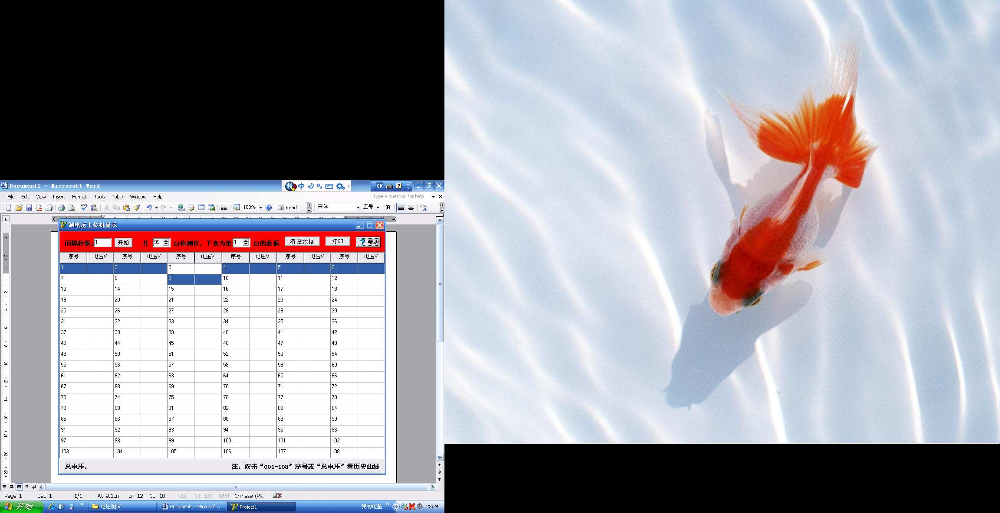 Document1 - Microsoft Word
CH
File Edit View Insert Format Tools Table Window Help
Type a question for help
100% Read 宋体 五号 B
测电压上位机显示
间隔秒数: 1 开始 共 99 台检测仪，下表为第 1 台的数据 清空数据 打印 帮助
序号 电压V 序号 电压V 序号 电压V 序号 电压V 序号 电压V 序号 电压V
1 2 3 4 5 6
7 8 9 10 11 12
13 14 15 16 17 18
19 20 21 22 23 24
25 26 27 28 29 30
31 32 33 34 35 36
37 38 39 40 41 42
43 44 45 46 47 48
49 50 51 52 53 54
55 56 57 58 59 60
61 62 63 64 65 66
67 68 69 70 71 72
73 74 75 76 77 78
79 80 81 82 83 84
85 86 87 88 89 90
91 92 93 94 95 96
97 98 99 100 101 102
103 104 105 106 107 108
总电压： 注：双击“001-108”序号或“总电压”看历史曲线
Page 1 Sec 1 1/1 At 9.1cm Ln 12 Col 18 REC TRK EXT OVR Chinese (PR
开始 电压测试 Document1 - Microsof... Project1 我的电脑 22:24